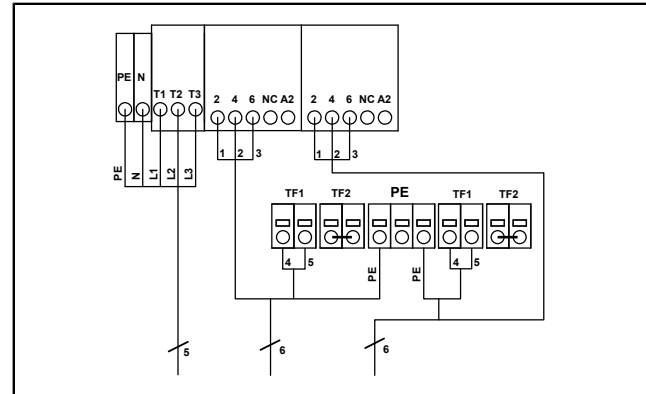 PE N T1 T2 T3
2 4 6 NC A2
2 4 6 NC A2
1 2 3
1 2 3
PE N L1 L2 L3
TF1 TF2 PE TF1 TF2
4 5 PE PE 4 5
5 6 6